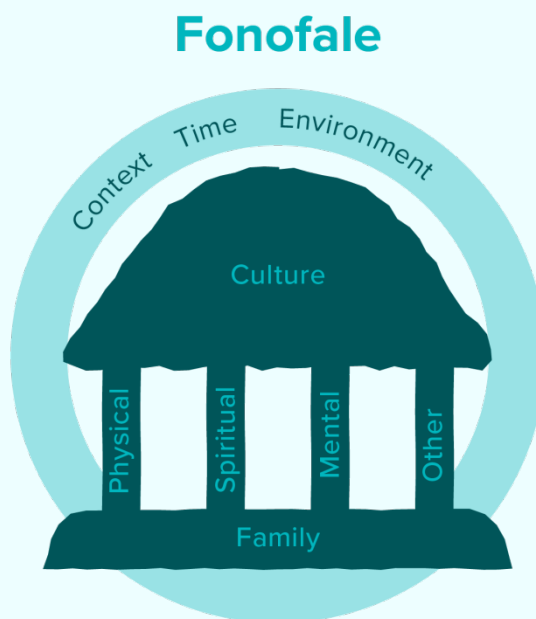 Fonofale
Context Time Environment
Culture
Physical
Spiritual
Mental
Other
Family